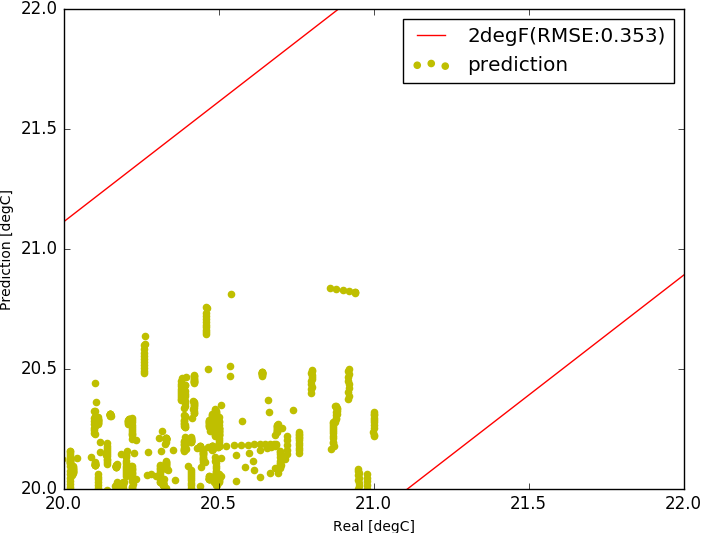 22.0
2degF(RMSE:0.353)
prediction
21.5
21.0
20.5
20.0
Prediction [degC]
20.0 20.5 21.0 21.5 22.0
Real [degC]